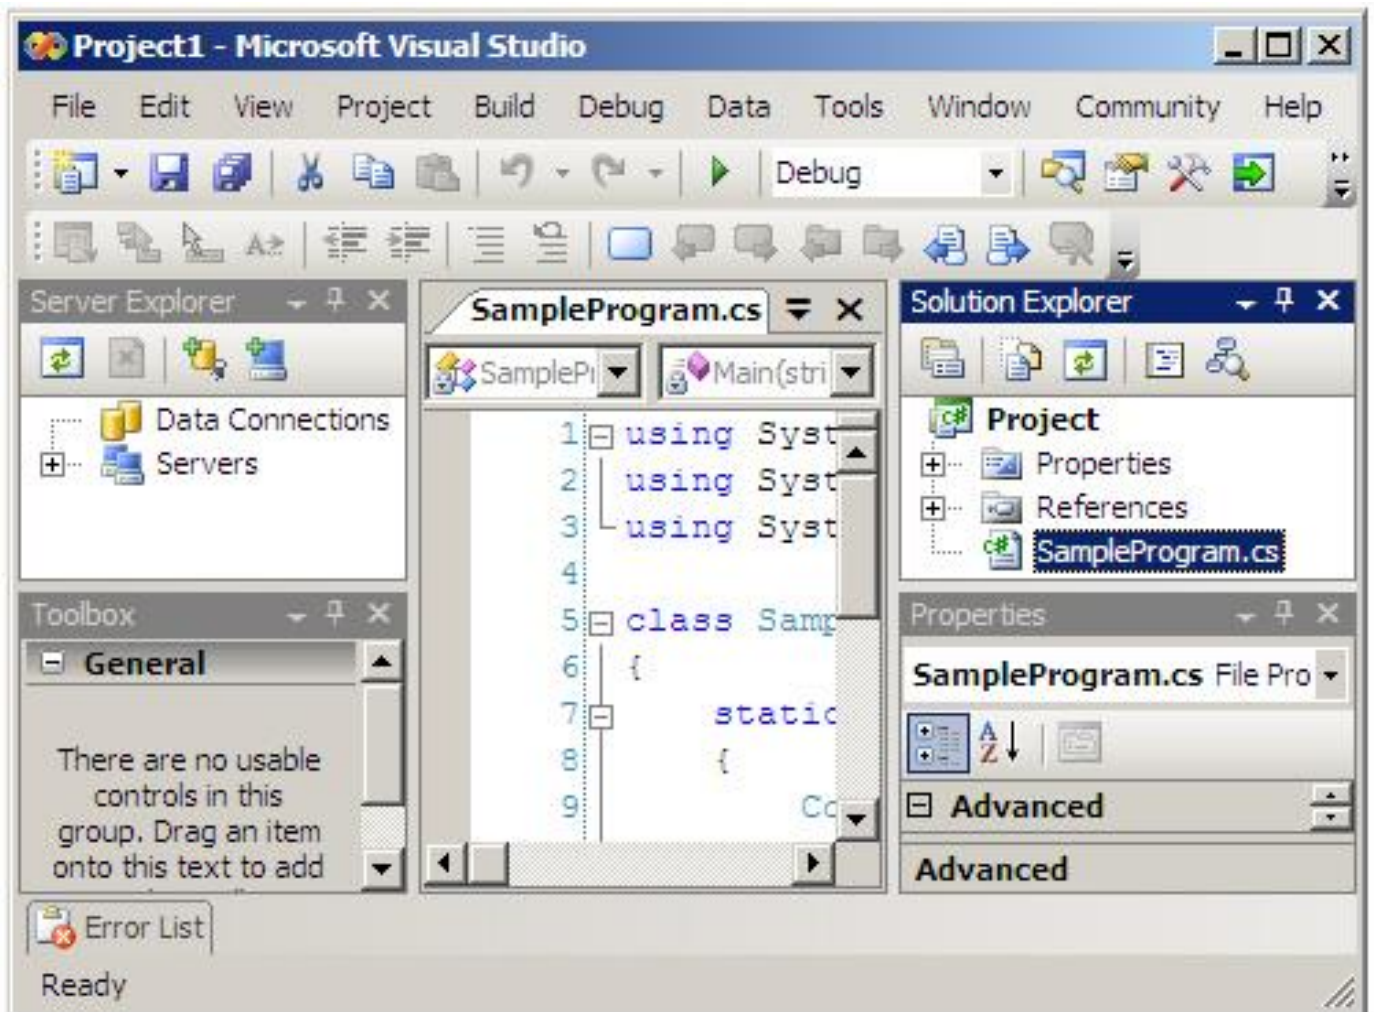 Project1 - Microsoft Visual Studio
File Edit View Project Build Debug Data Tools Window Community Help
Debug
Server Explorer
Data Connections
Servers
Toolbox
General
There are no usable
controls in this
group. Drag an item
onto this text to add
SampleProgram.cs
SamplePr Main(stri
1 using Syst
2 using Syst
3 using Syst
4
5 class Samp
6 {
7 static
8 {
9 Co
Solution Explorer
Project
Properties
References
SampleProgram.cs
Properties
SampleProgram.cs File Pro
Advanced
Advanced
Error List
Ready